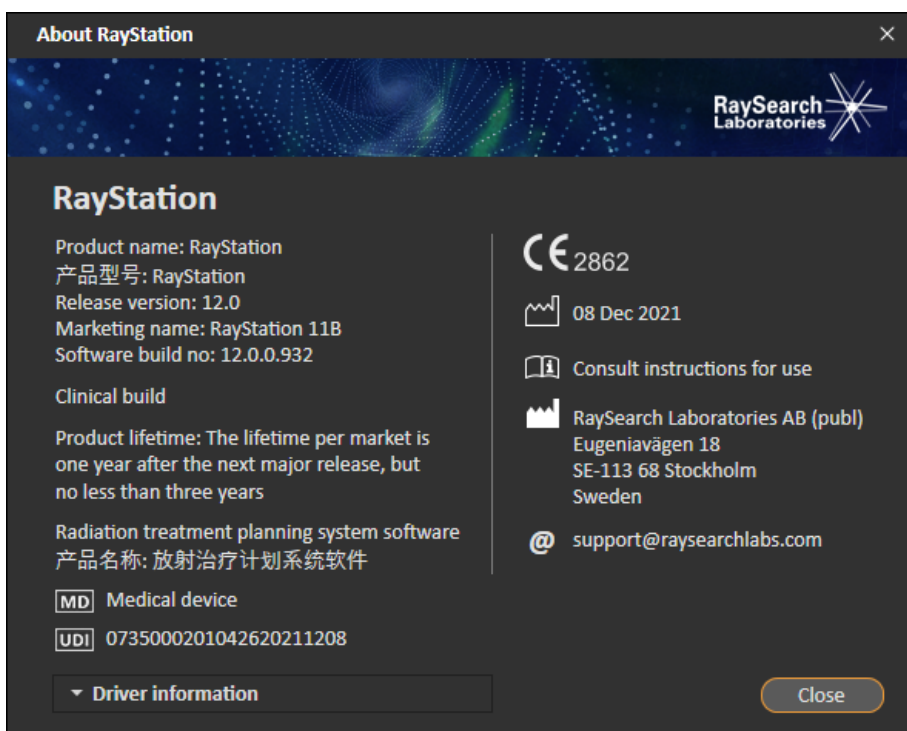 About RayStation
RaySearch
Laboratories
RayStation
Product name: RayStation
产品型号: RayStation
Release version: 12.0
Marketing name: RayStation 11B
Software build no: 12.0.0.932
Clinical build
Product lifetime: The lifetime per market is
one year after the next major release, but
no less than three years
Radiation treatment planning system software
产品名称: 放射治疗计划系统软件
MD Medical device
UDI 0735000201042620211208
Driver information
CE 2862
08 Dec 2021
Consult instructions for use
RaySearch Laboratories AB (publ)
Eugeniavägen 18
SE-113 68 Stockholm
Sweden
@ support@raysearchlabs.com
Close